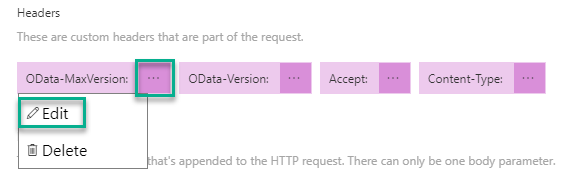 Headers
These are custom headers that are part of the request.
OData-MaxVersion: ... OData-Version: ... Accept: ... Content-Type: ...
Edit
Delete
that's appended to the HTTP request. There can only be one body parameter.